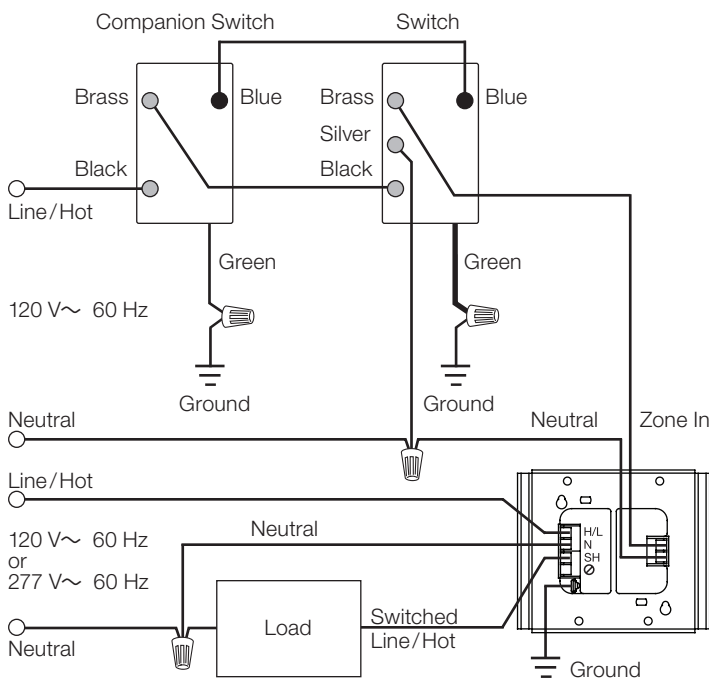 Companion Switch
Switch
Brass
Blue
Brass
Blue
Silver
Black
Black
Line/Hot
Green
Green
120 V～ 60 Hz
Ground
Ground
Neutral
Neutral
Zone In
Line/Hot
H/L
N
SH
Neutral
120 V～ 60 Hz
or
277 V～ 60 Hz
Load
Switched
Line/Hot
Neutral
Ground